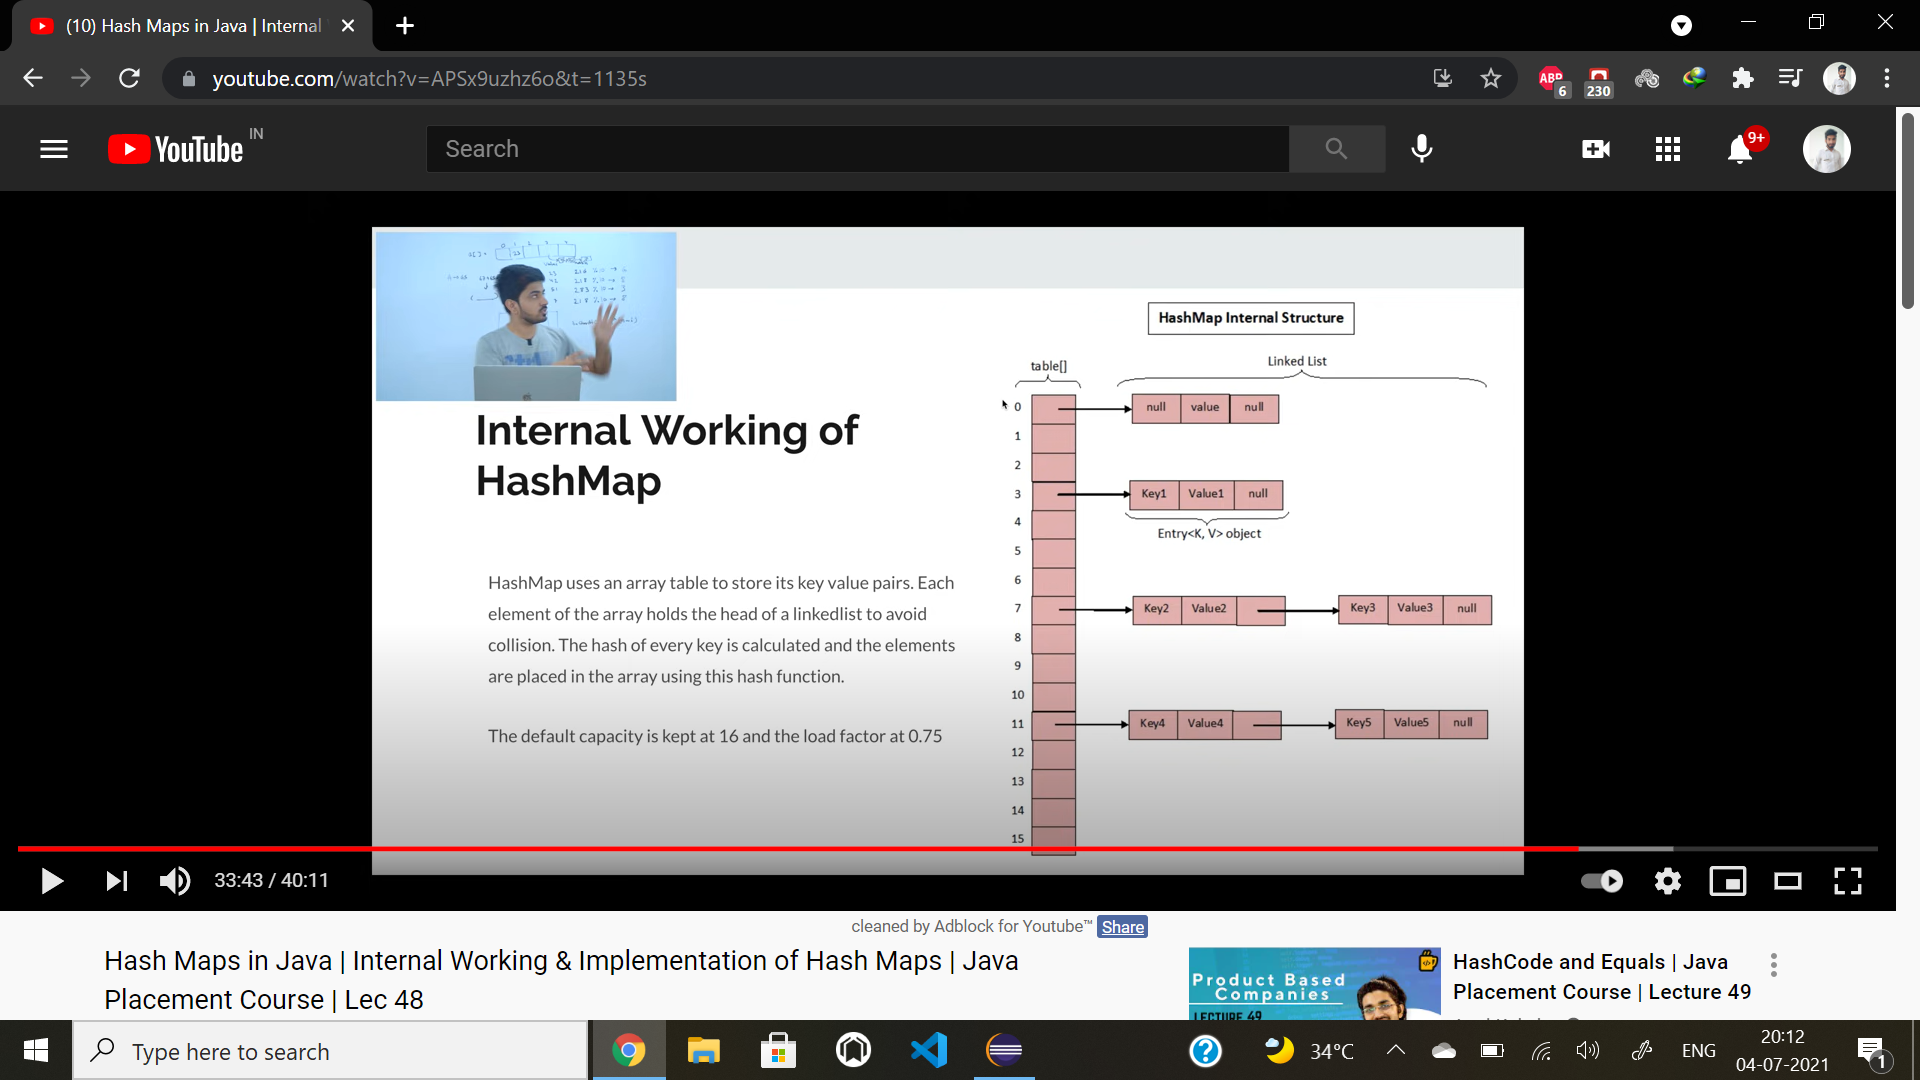 (10) Hash Maps in Java | Internal
youtube.com/watch?v=APSx9uzhz6o&t=1135s
ABP
6
230
YouTube IN
Search
9+
HashMap Internal Structure
table[]
Linked List
0
null value null
1
2
3
Key1 Value1 null
Entry<K, V> object
4
5
6
7
Key2 Value2
Key3 Value3 null
8
9
10
11
Key4 Value4
Key5 Value5 null
12
13
14
15
Internal Working of
HashMap
HashMap uses an array table to store its key value pairs. Each
element of the array holds the head of a linkedlist to avoid
collision. The hash of every key is calculated and the elements
are placed in the array using this hash function.
The default capacity is kept at 16 and the load factor at 0.75
33:43 / 40:11
cleaned by Adblock for Youtube™ Share
Hash Maps in Java | Internal Working & Implementation of Hash Maps | Java
Placement Course | Lec 48
Product Based
Companies
LECTURE 49
HashCode and Equals | Java
Placement Course | Lecture 49
Type here to search
34°C
ENG
20:12
04-07-2021
1